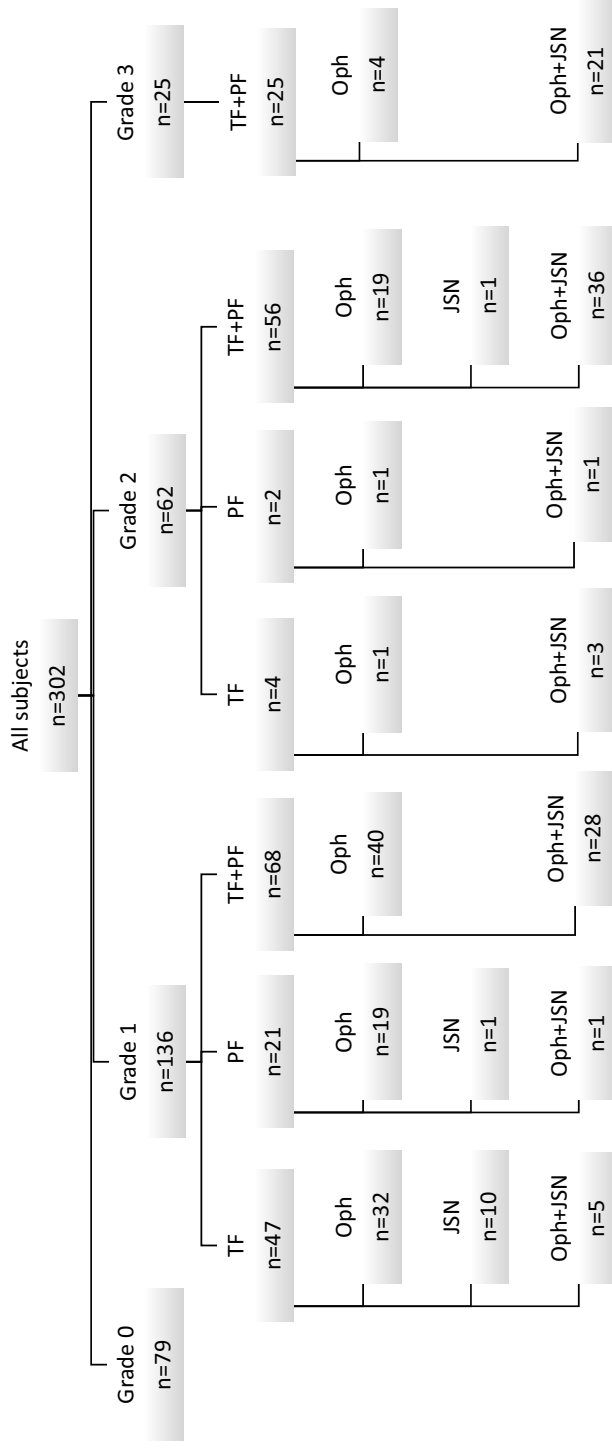 All subjects
n=302
Grade 0
n=79
Grade 1
n=136
TF
n=47
Oph
n=32
JSN
n=10
Oph+JSN
n=5
PF
n=21
Oph
n=19
JSN
n=1
Oph+JSN
n=1
TF+PF
n=68
Oph
n=40
Oph+JSN
n=28
Grade 2
n=62
TF
n=4
Oph
n=1
Oph+JSN
n=3
PF
n=2
Oph
n=1
Oph+JSN
n=1
TF+PF
n=56
Oph
n=19
JSN
n=1
Oph+JSN
n=36
Grade 3
n=25
TF+PF
n=25
Oph
n=4
Oph+JSN
n=21